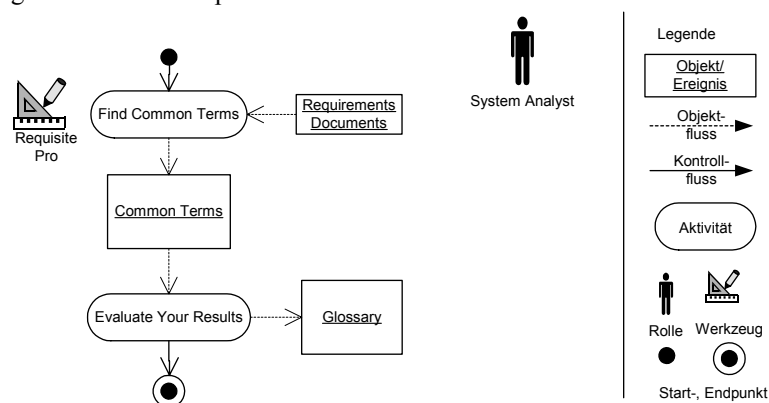 Find Common Terms
Requirements
Documents
Requisite
Pro
System Analyst
Common Terms
Evaluate Your Results
Glossary
Legende
Objekt/
Ereignis
Objekt-
fluss
Kontroll-
fluss
Aktivität
Rolle
Werkzeug
Start-, Endpunkt